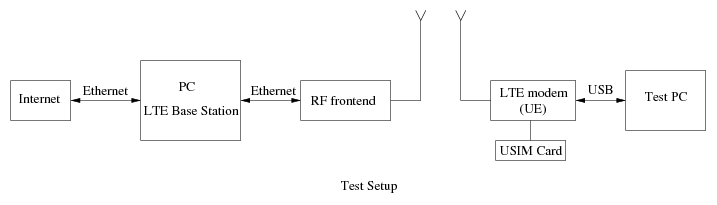 Internet
Ethernet
PC
LTE Base Station
Ethernet
RF frontend
LTE modem
(UE)
USB
Test PC
USIM Card
Test Setup